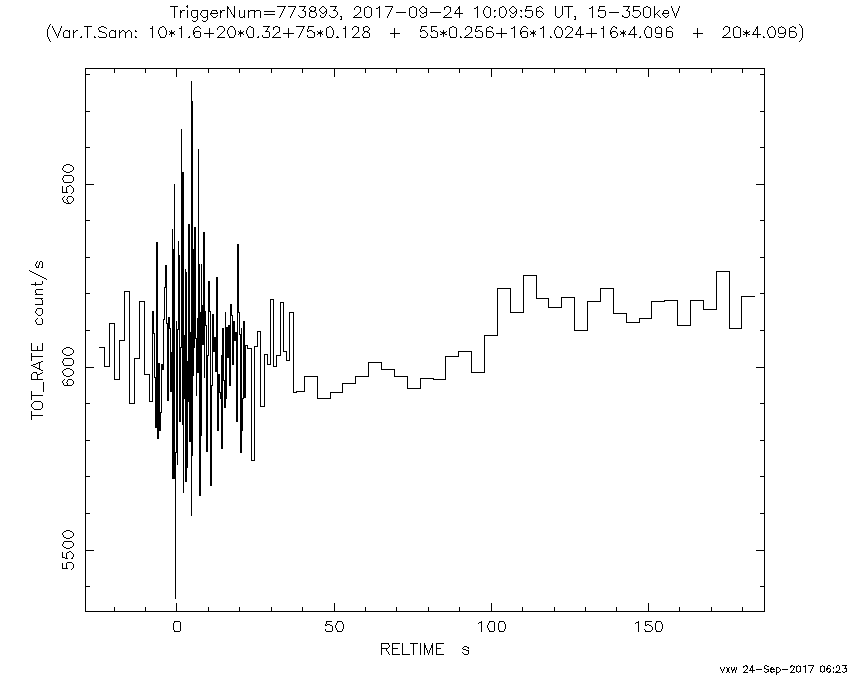 TriggerNum=773893, 2017-09-24 10:09:56 UT, 15-350keV
(Var.T.Sam: 10*1.6+20*0.32+75*0.128 + 55*0.256+16*1.024+16*4.096 + 20*4.096)
6500
6000
5500
TOT_RATE count/s
0 50 100 150
RELTIME s
vxw 24-Sep-2017 06:23